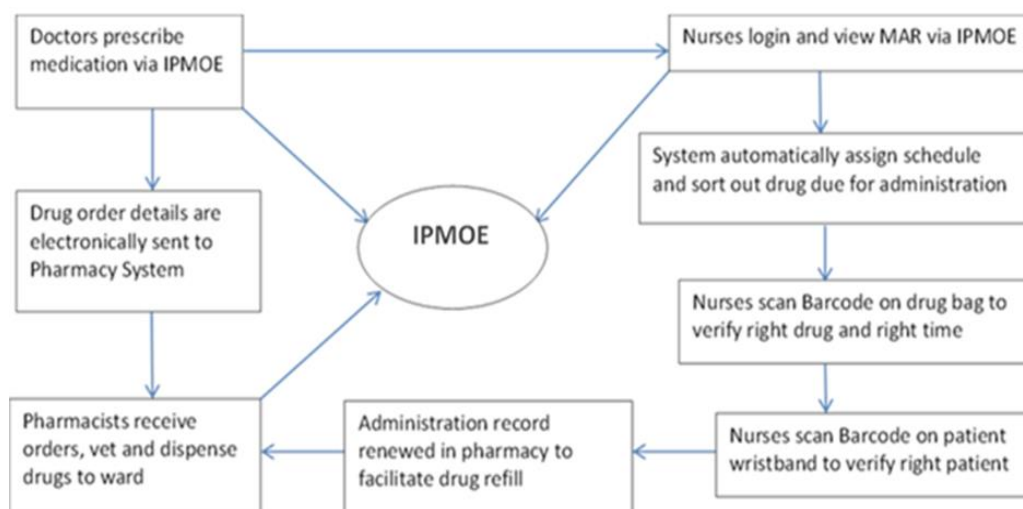 Doctors prescribe
medication via IPMOE
Nurses login and view MAR via IPMOE
System automatically assign schedule
and sort out drug due for administration
Drug order details are
electronically sent to
Pharmacy System
IPMOE
Nurses scan Barcode on drug bag to
verify right drug and right time
Pharmacists receive
orders, vet and dispense
drugs to ward
Administration record
renewed in pharmacy to
facilitate drug refill
Nurses scan Barcode on patient
wristband to verify right patient